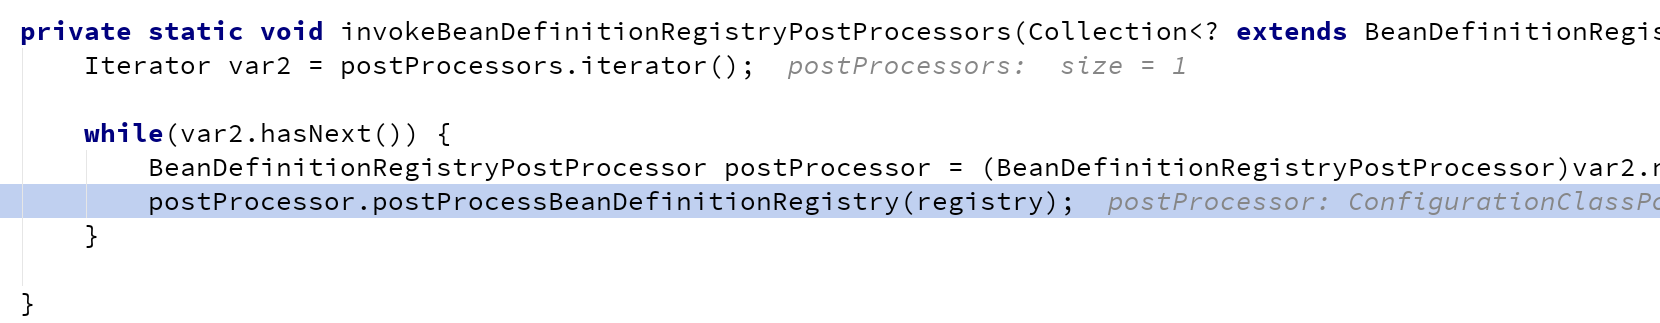 private static void invokeBeanDefinitionRegistryPostProcessors(Collection<? extends BeanDefinitionRegis
Iterator var2 = postProcessors.iterator(); postProcessors: size = 1
while(var2.hasNext()) {
BeanDefinitionRegistryPostProcessor postProcessor = (BeanDefinitionRegistryPostProcessor)var2.
postProcessor.postProcessBeanDefinitionRegistry(registry); postProcessor: ConfigurationClassPo
}
}